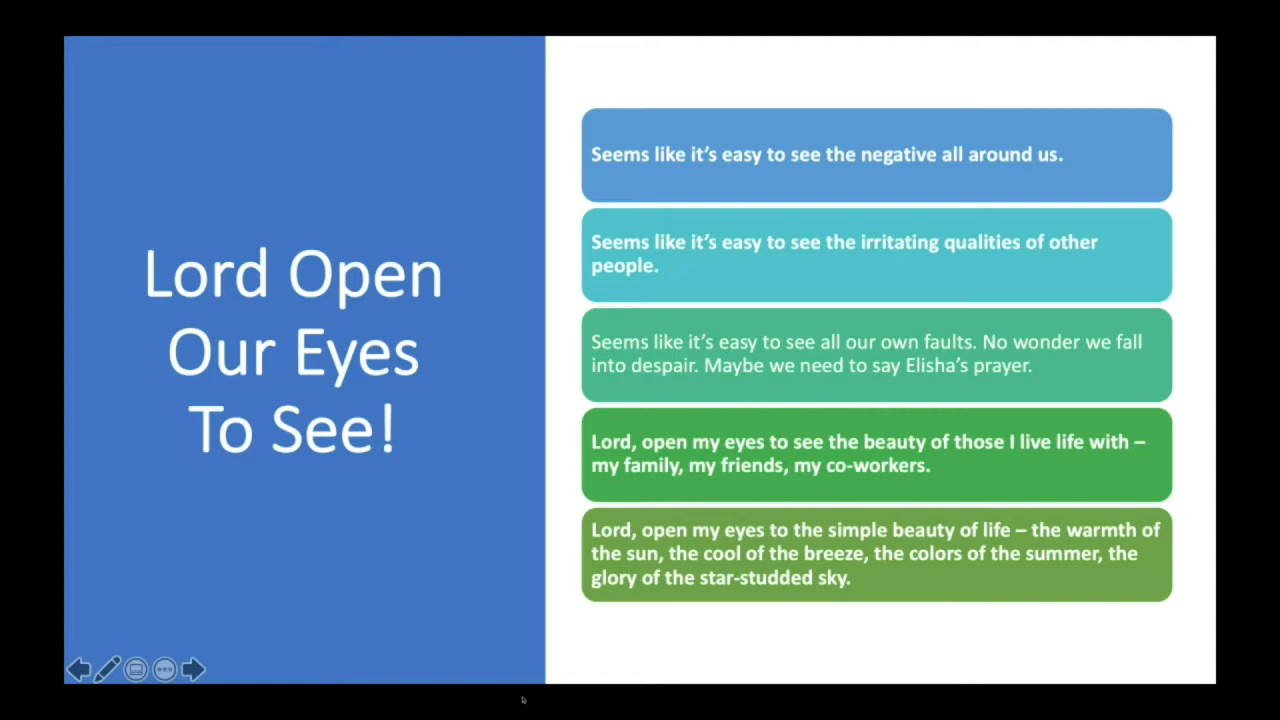 Lord Open
Our Eyes
To See!
Seems like it’s easy to see the negative all around us.
Seems like it’s easy to see the irritating qualities of other
people.
Seems like it’s easy to see all our own faults. No wonder we fall
into despair. Maybe we need to say Elisha’s prayer.
Lord, open my eyes to see the beauty of those I live life with –
my family, my friends, my co-workers.
Lord, open my eyes to the simple beauty of life – the warmth of
the sun, the cool of the breeze, the colors of the summer, the
glory of the star-studded sky.